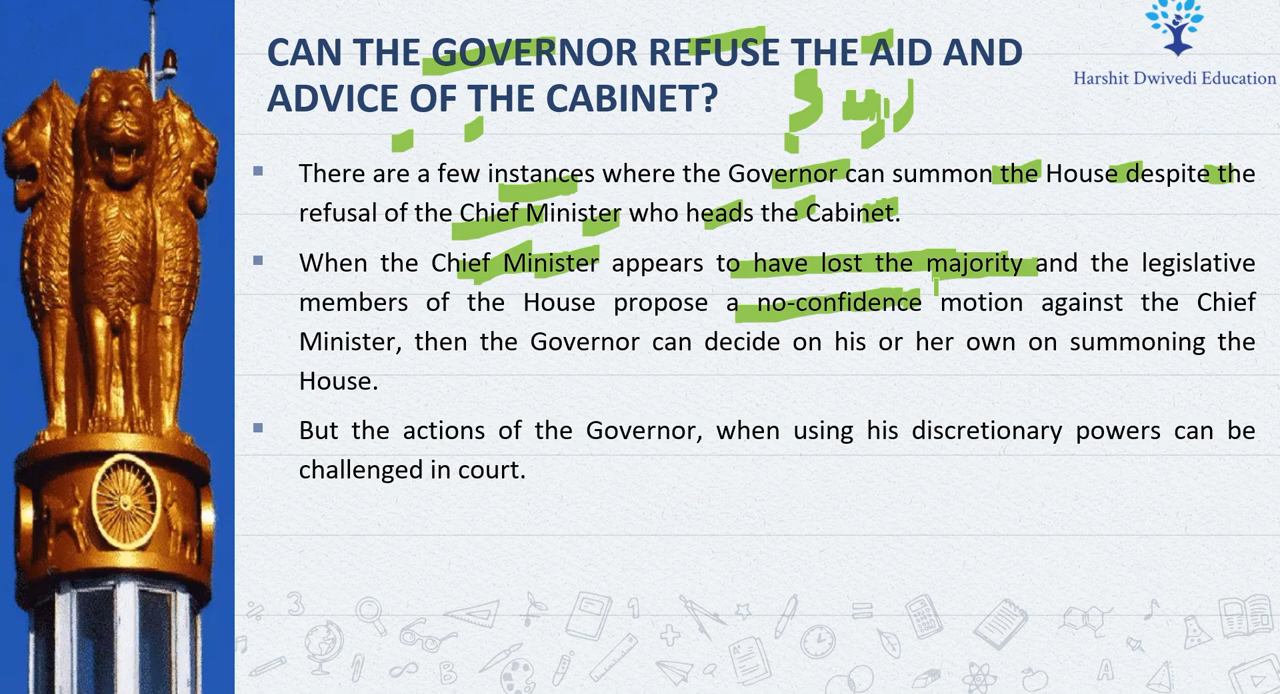 Harshit Dwivedi Education
CAN THE GOVERNOR REFUSE THE AID AND
ADVICE OF THE CABINET?
▪ There are a few instances where the Governor can summon the House despite the
refusal of the Chief Minister who heads the Cabinet.
▪ When the Chief Minister appears to have lost the majority and the legislative
members of the House propose a no-confidence motion against the Chief
Minister, then the Governor can decide on his or her own on summoning the
House.
▪ But the actions of the Governor, when using his discretionary powers can be
challenged in court.